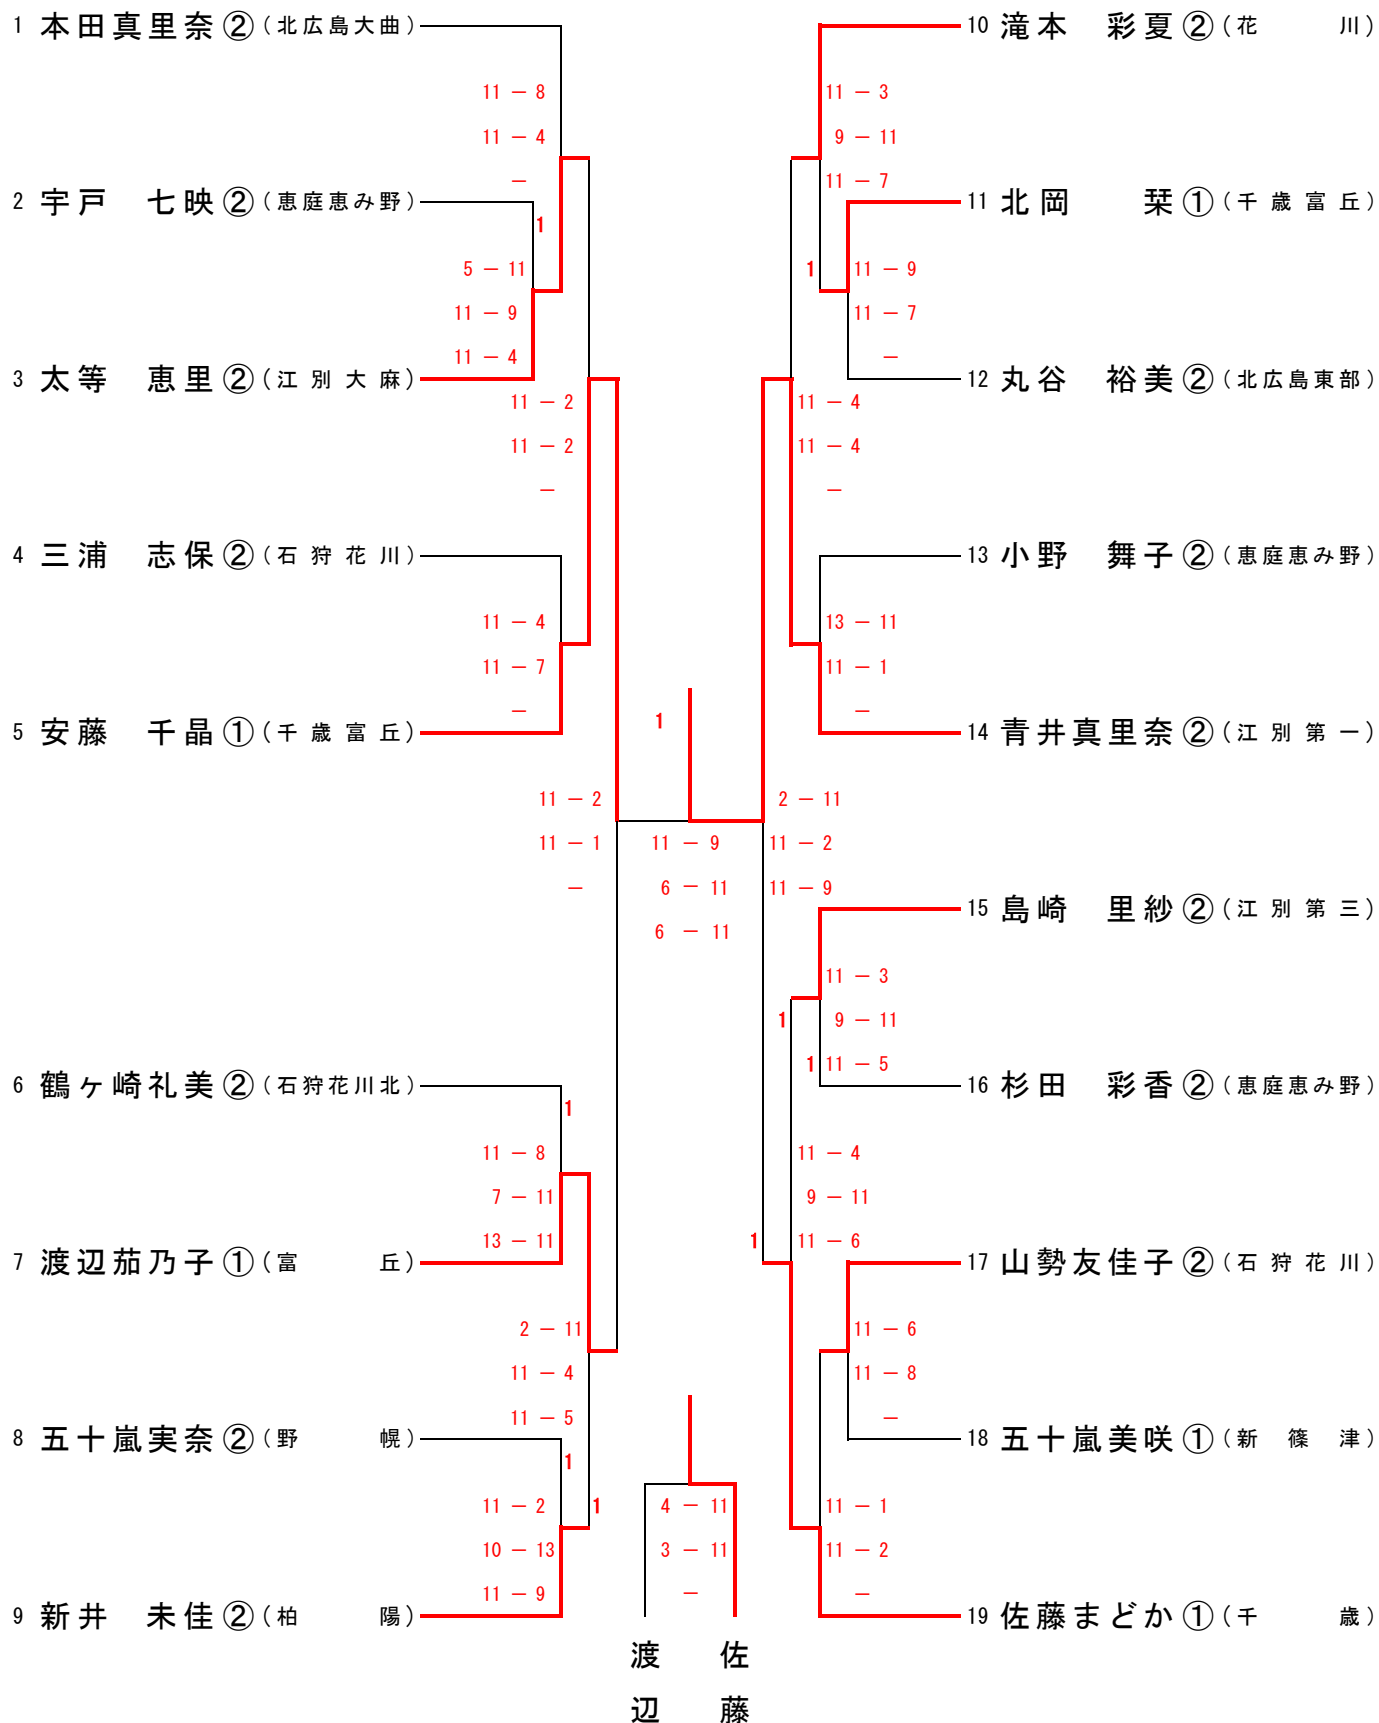 1 本田真里奈②(北広島大曲)
11 － 8
11 － 4
－
2 宇戸　七映②(恵庭恵み野)
1
5 － 11
11 － 9
11 － 4
3 太等　恵里②(江別大麻)
11 － 2
11 － 2
－
4 三浦　志保②(石狩花川)
11 － 4
11 － 7
－
5 安藤　千晶①(千歳富丘)
11 － 2
11 － 1
－
6 鶴ヶ崎礼美②(石狩花川北)
1
11 － 8
7 － 11
13 － 11
7 渡辺茄乃子①(富　丘)
2 － 11
11 － 4
11 － 5
8 五十嵐実奈②(野　幌)
1
11 － 2
1
10 － 13
11 － 9
9 新井　未佳②(柏　陽)
1
11 － 9
6 － 11
6 － 11
4 － 11
3 － 11
－
渡辺
佐藤
10 滝本　彩夏②(花　川)
11 － 3
9 － 11
11 － 7
11 北岡　栞①(千歳富丘)
1
11 － 9
11 － 7
－
12 丸谷　裕美②(北広島東部)
11 － 4
11 － 4
－
13 小野　舞子②(恵庭恵み野)
13 － 11
11 － 1
－
14 青井真里奈②(江別第一)
2 － 11
11 － 2
11 － 9
15 島崎　里紗②(江別第三)
11 － 3
1
9 － 11
1
11 － 5
16 杉田　彩香②(恵庭恵み野)
11 － 4
9 － 11
1
11 － 6
17 山勢友佳子②(石狩花川)
11 － 6
11 － 8
－
18 五十嵐美咲①(新篠津)
11 － 1
11 － 2
－
19 佐藤まどか①(千　歳)